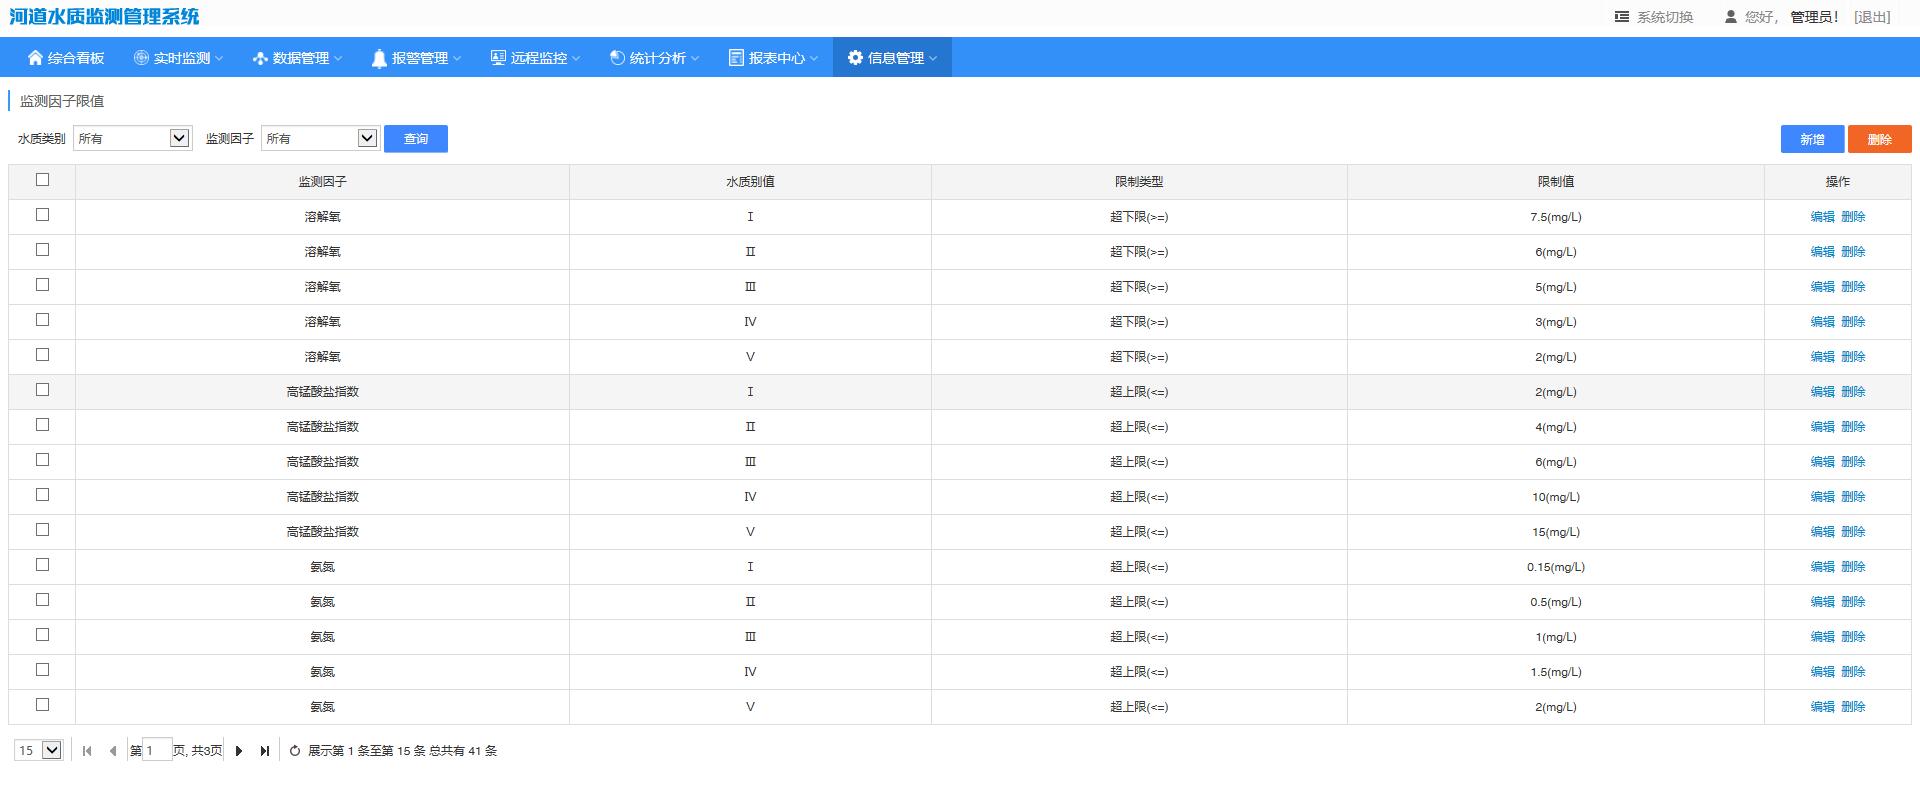 河道水质监测管理系统 系统切换 您好, 管理员! [退出]
综合看板 实时监测 数据管理 报警管理 远程监控 统计分析 报表中心 信息管理
监测因子限值
水质类别 所有 监测因子 所有 查询 新增 删除
监测因子 水质别值 限制类型 限制值 操作
溶解氧 Ⅰ 超下限(>=) 7.5(mg/L) 编辑 删除
溶解氧 Ⅱ 超下限(>=) 6(mg/L) 编辑 删除
溶解氧 Ⅲ 超下限(>=) 5(mg/L) 编辑 删除
溶解氧 Ⅳ 超下限(>=) 3(mg/L) 编辑 删除
溶解氧 Ⅴ 超下限(>=) 2(mg/L) 编辑 删除
高锰酸盐指数 Ⅰ 超上限(<=) 2(mg/L) 编辑 删除
高锰酸盐指数 Ⅱ 超上限(<=) 4(mg/L) 编辑 删除
高锰酸盐指数 Ⅲ 超上限(<=) 6(mg/L) 编辑 删除
高锰酸盐指数 Ⅳ 超上限(<=) 10(mg/L) 编辑 删除
高锰酸盐指数 Ⅴ 超上限(<=) 15(mg/L) 编辑 删除
氨氮 Ⅰ 超上限(<=) 0.15(mg/L) 编辑 删除
氨氮 Ⅱ 超上限(<=) 0.5(mg/L) 编辑 删除
氨氮 Ⅲ 超上限(<=) 1(mg/L) 编辑 删除
氨氮 Ⅳ 超上限(<=) 1.5(mg/L) 编辑 删除
氨氮 Ⅴ 超上限(<=) 2(mg/L) 编辑 删除
15 第 1 页, 共3页 展示第 1 条至第 15 条 总共有 41 条